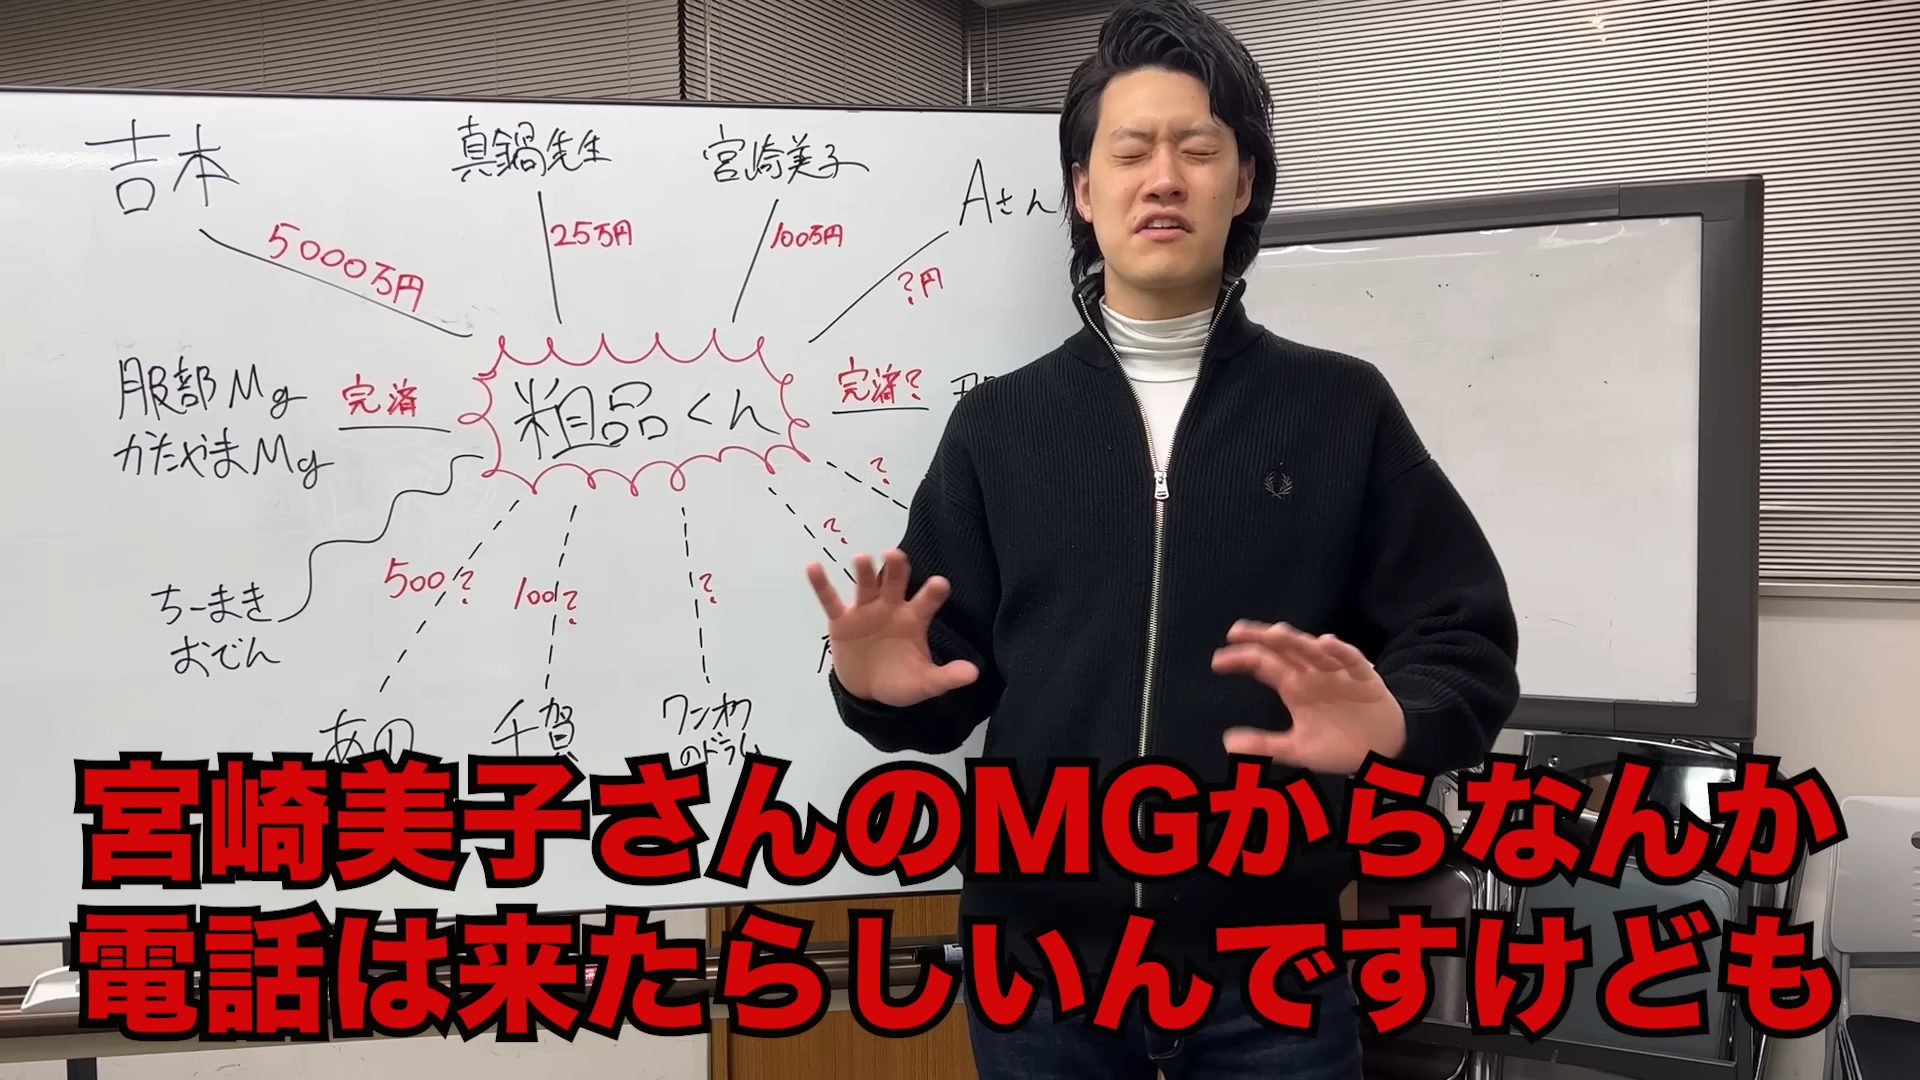 吉本
真鍋先生
宮崎美子
Aさん
5000万円
25万円
100万円
?円
服部Mg
かたやまMg
完済
粗品くん
完済?
?
?
500?
100?
?
ちーまき
おでん
あの
千賀
ワンオク
のドラム
宮崎美子さんのMGからなんか
電話は来たらしいんですけども